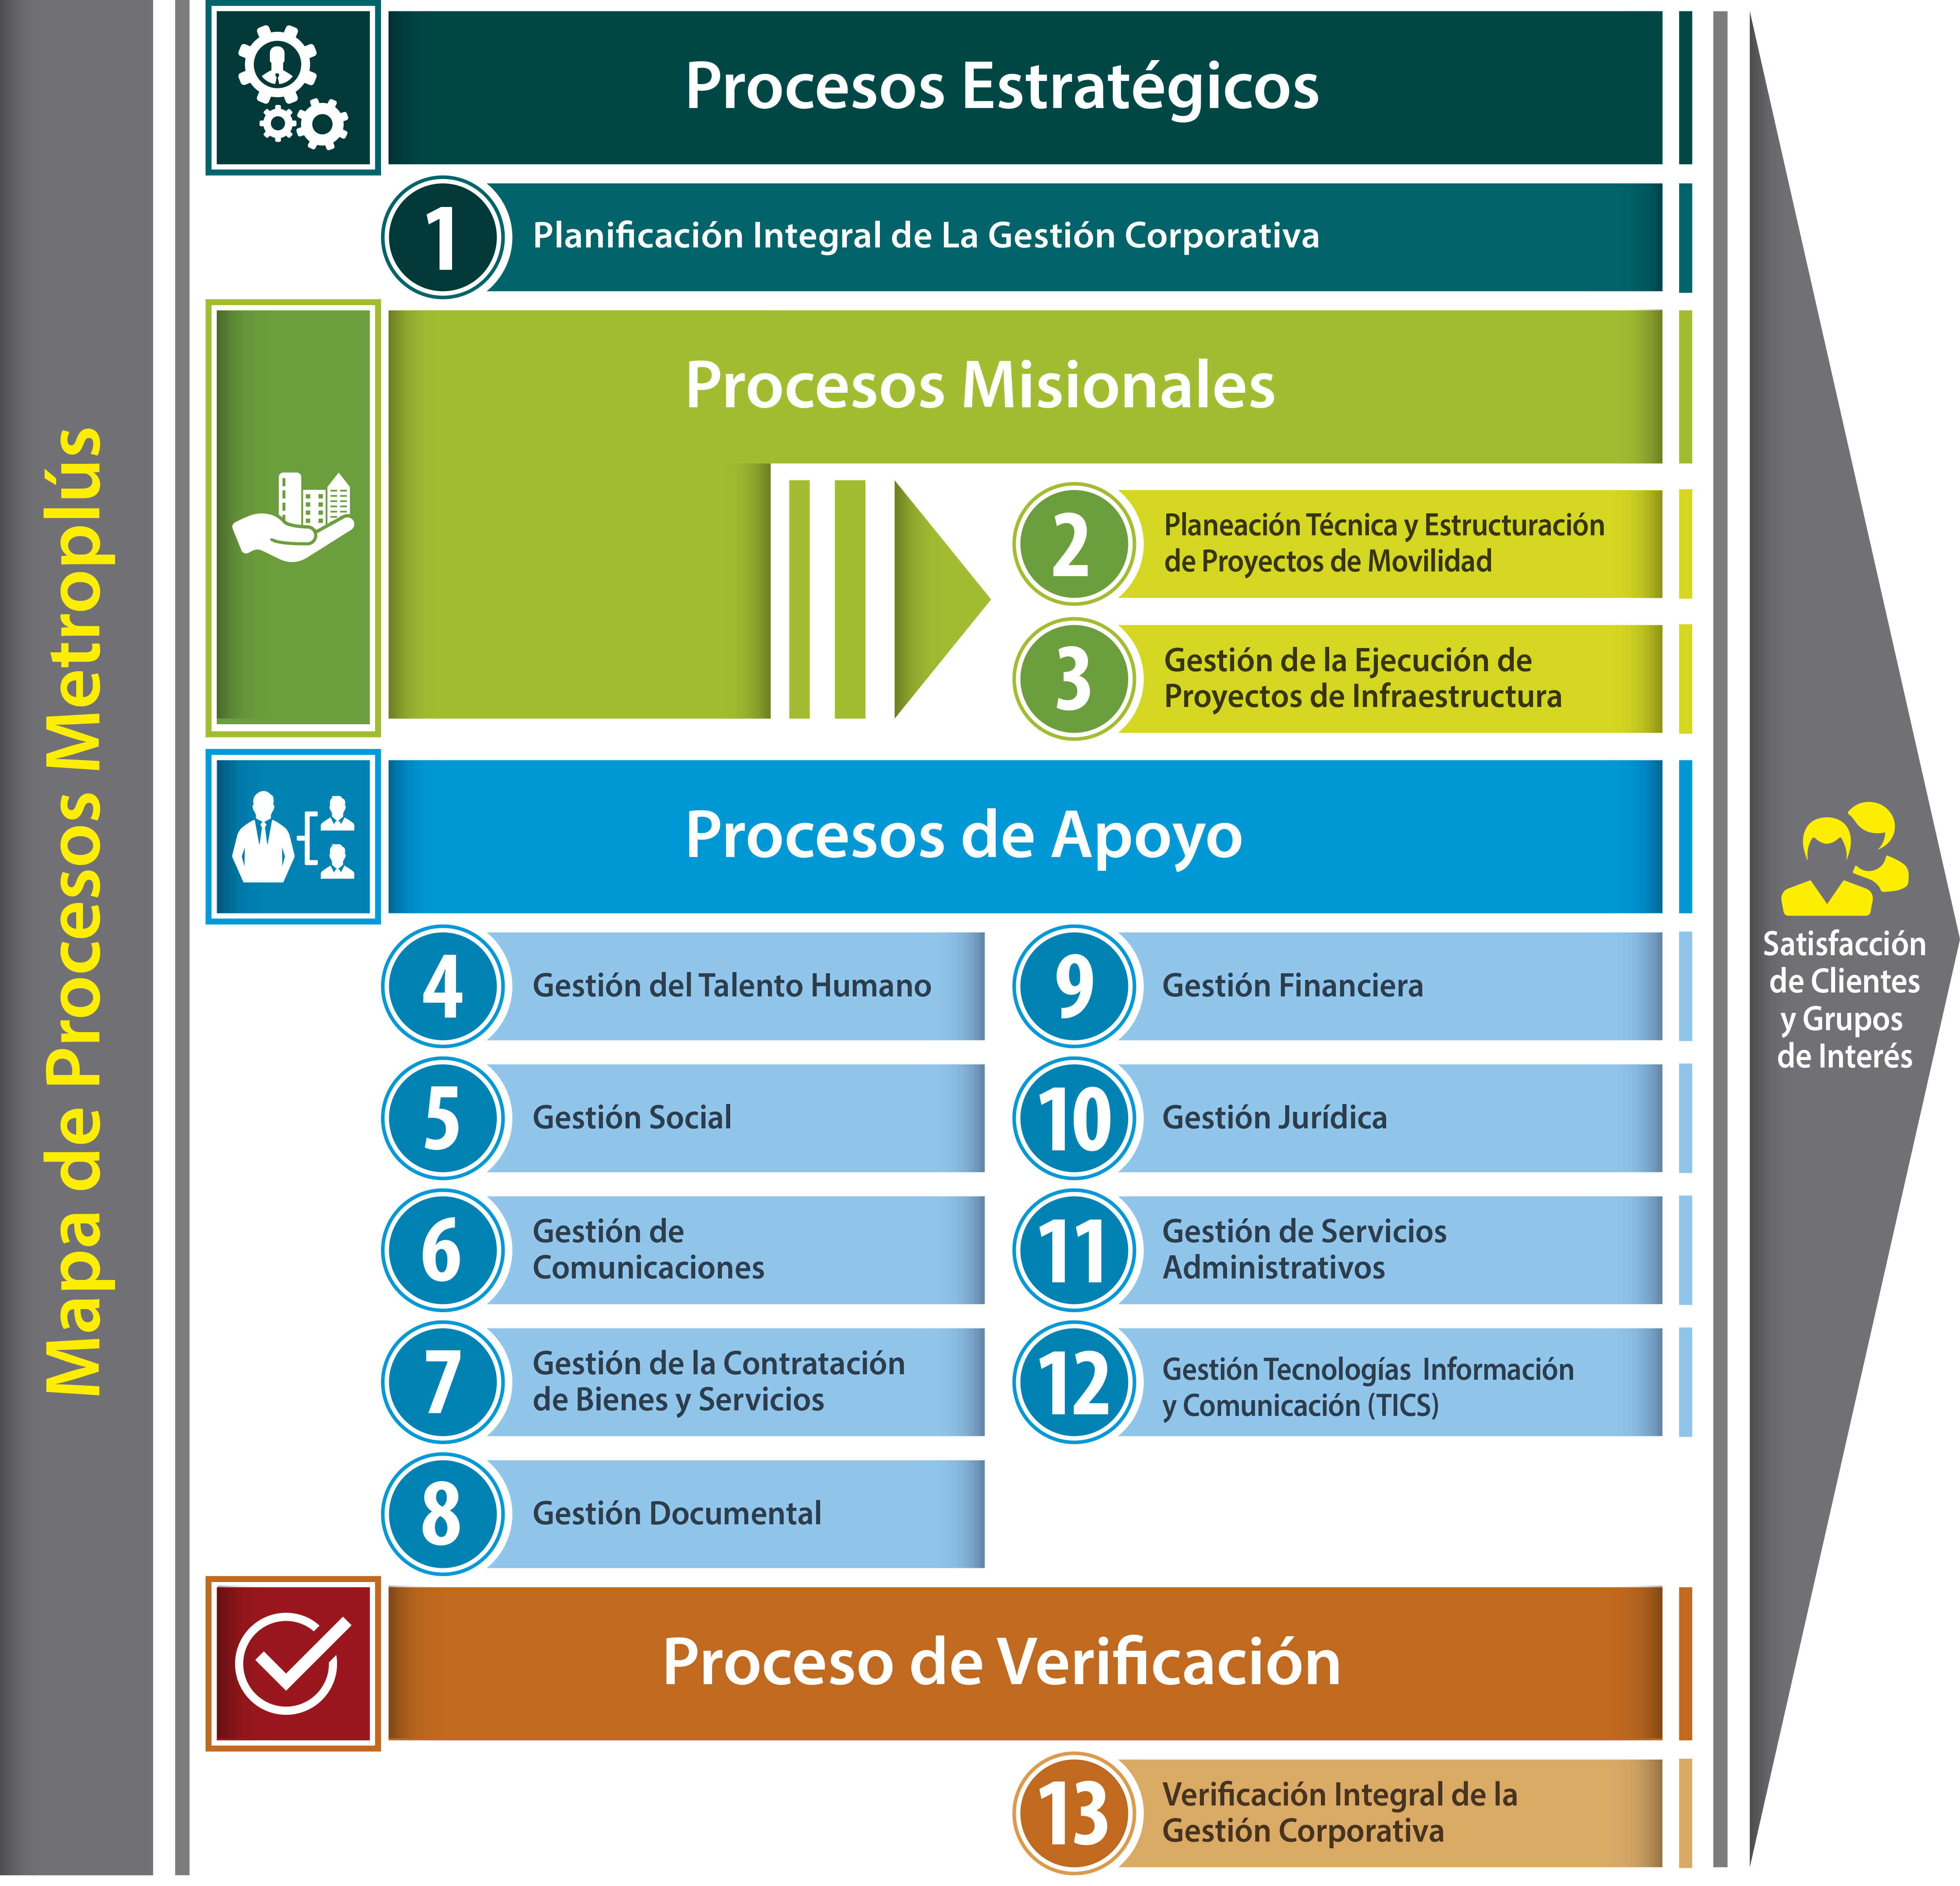 Mapa de Procesos Metroplús
Procesos Estratégicos
1
Planificación Integral de La Gestión Corporativa
Procesos Misionales
2
Planeación Técnica y Estructuración
de Proyectos de Movilidad
3
Gestión de la Ejecución de
Proyectos de Infraestructura
Procesos de Apoyo
4
Gestión del Talento Humano
5
Gestión Social
6
Gestión de
Comunicaciones
7
Gestión de la Contratación
de Bienes y Servicios
8
Gestión Documental
9
Gestión Financiera
10
Gestión Jurídica
11
Gestión de Servicios
Administrativos
12
Gestión Tecnologías Información
y Comunicación (TICS)
Proceso de Verificación
13
Verificación Integral de la
Gestión Corporativa
Satisfacción
de Clientes
y Grupos
de Interés